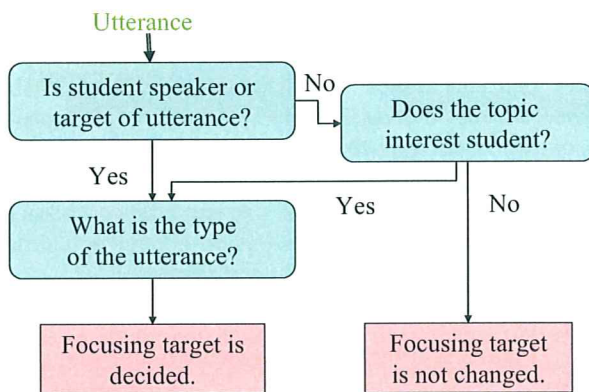 Utterance
Is student speaker or
target of utterance?
No
Does the topic
interest student?
Yes
Yes
No
What is the type
of the utterance?
Focusing target is
decided.
Focusing target
is not changed.